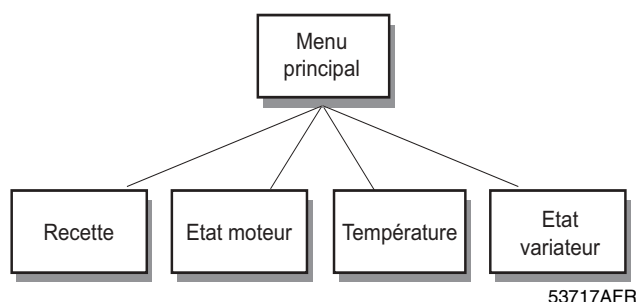 Menu
principal
Recette
Etat moteur
Température
Etat
variateur
53717AFR